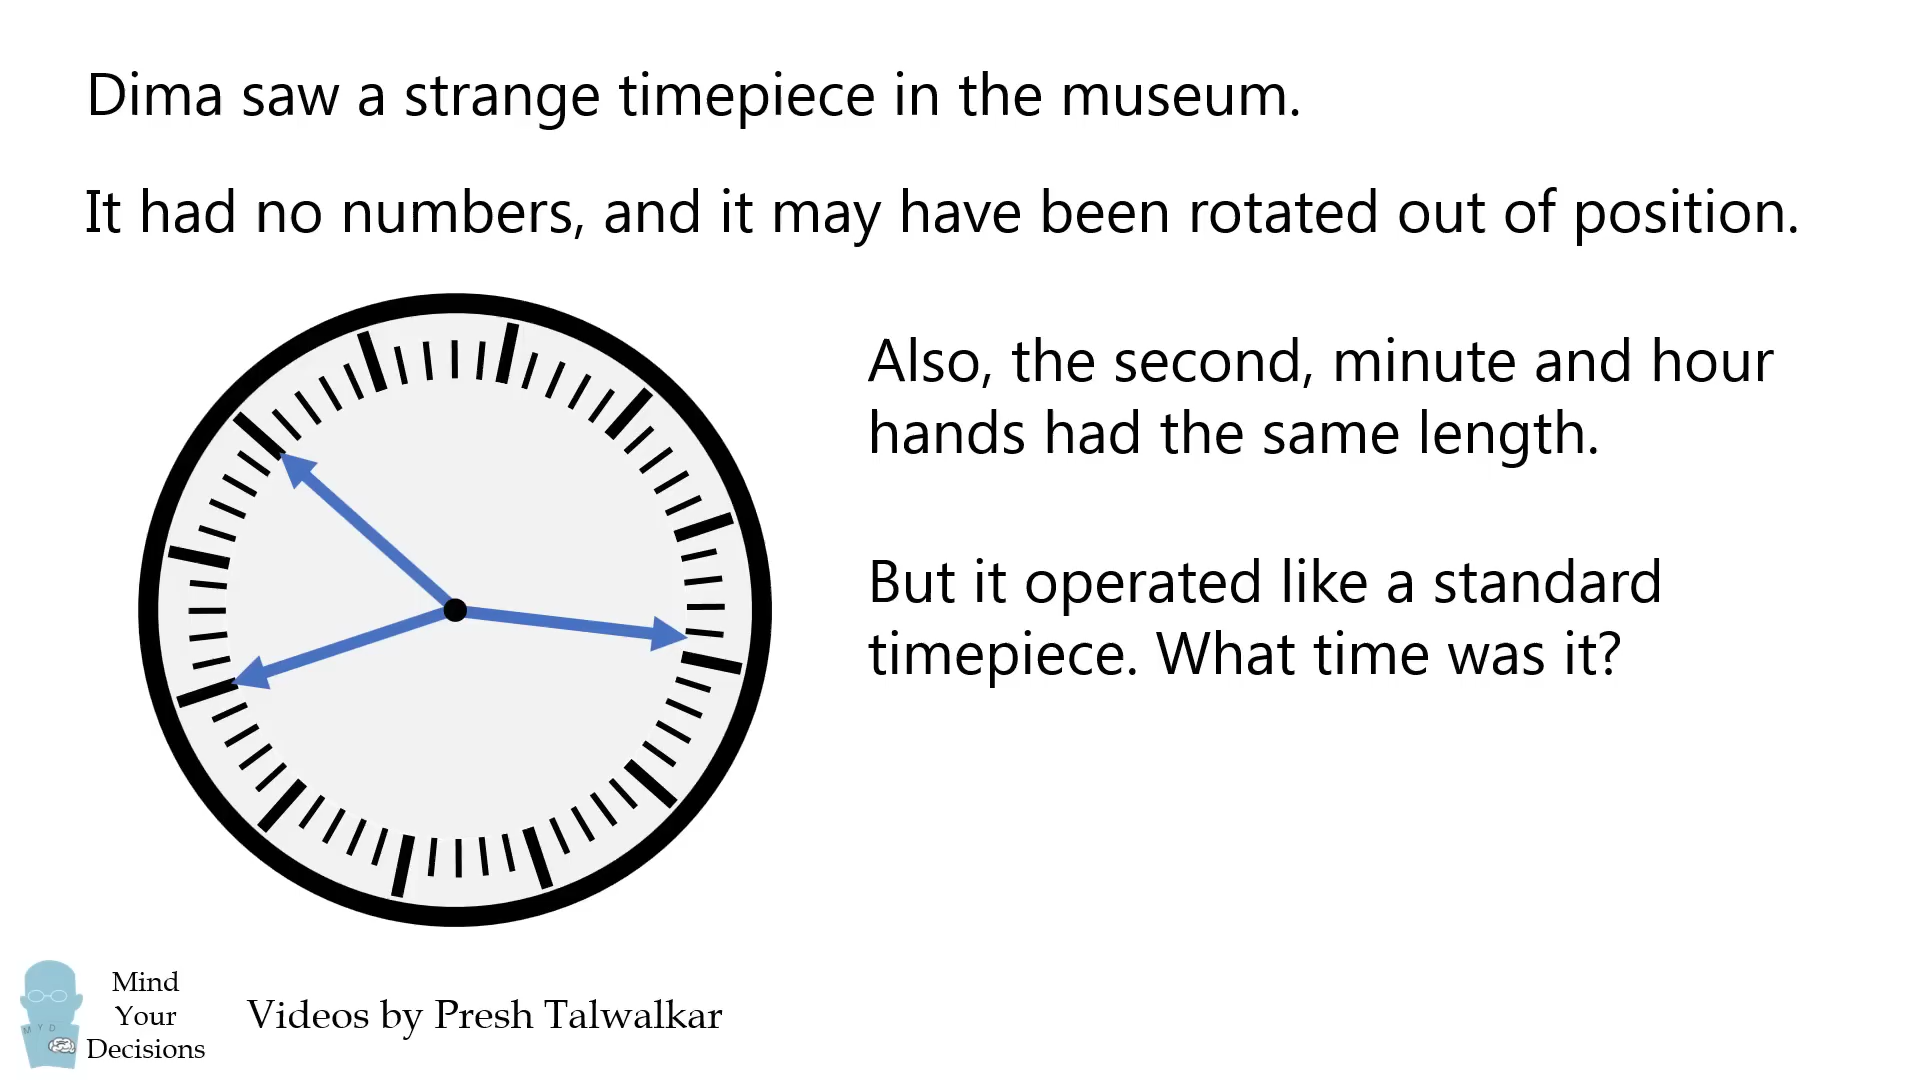 Dima saw a strange timepiece in the museum.
It had no numbers, and it may have been rotated out of position.
Also, the second, minute and hour
hands had the same length.
But it operated like a standard
timepiece. What time was it?
M Y D
Mind
Your
Decisions
Videos by Presh Talwalkar